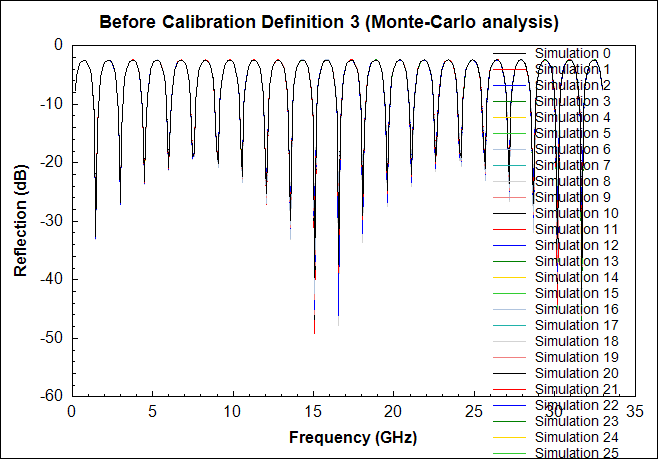 Before Calibration Definition 3 (Monte-Carlo analysis)
0
-10
-20
-30
-40
-50
-60
Reflection (dB)
0
5
10
15
20
25
30
35
Frequency (GHz)
Simulation 0
Simulation 1
Simulation 2
Simulation 3
Simulation 4
Simulation 5
Simulation 6
Simulation 7
Simulation 8
Simulation 9
Simulation 10
Simulation 11
Simulation 12
Simulation 13
Simulation 14
Simulation 15
Simulation 16
Simulation 17
Simulation 18
Simulation 19
Simulation 20
Simulation 21
Simulation 22
Simulation 23
Simulation 24
Simulation 25